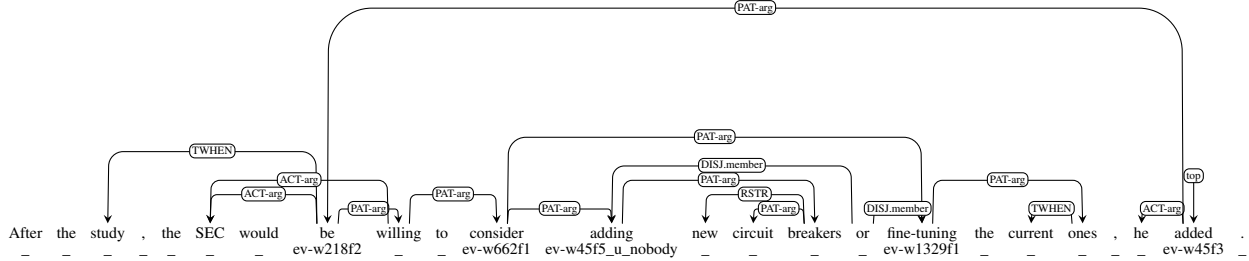 PAT-arg
TWHEN PAT-arg
DISJ.member
top
ACT-arg PAT-arg
ACT-arg PAT-arg RSTR PAT-arg
PAT-arg PAT-arg PAT-arg DISJ.member TWHEN ACT-arg
After the study , the SEC would be willing to consider adding new circuit breakers or fine-tuning the current ones , he added .
_ _ _ _ _ _ _ ev-w218f2 _ _ ev-w662f1 ev-w45f5_u_nobody _ _ _ _ ev-w1329f1 _ _ _ _ _ ev-w45f3 _